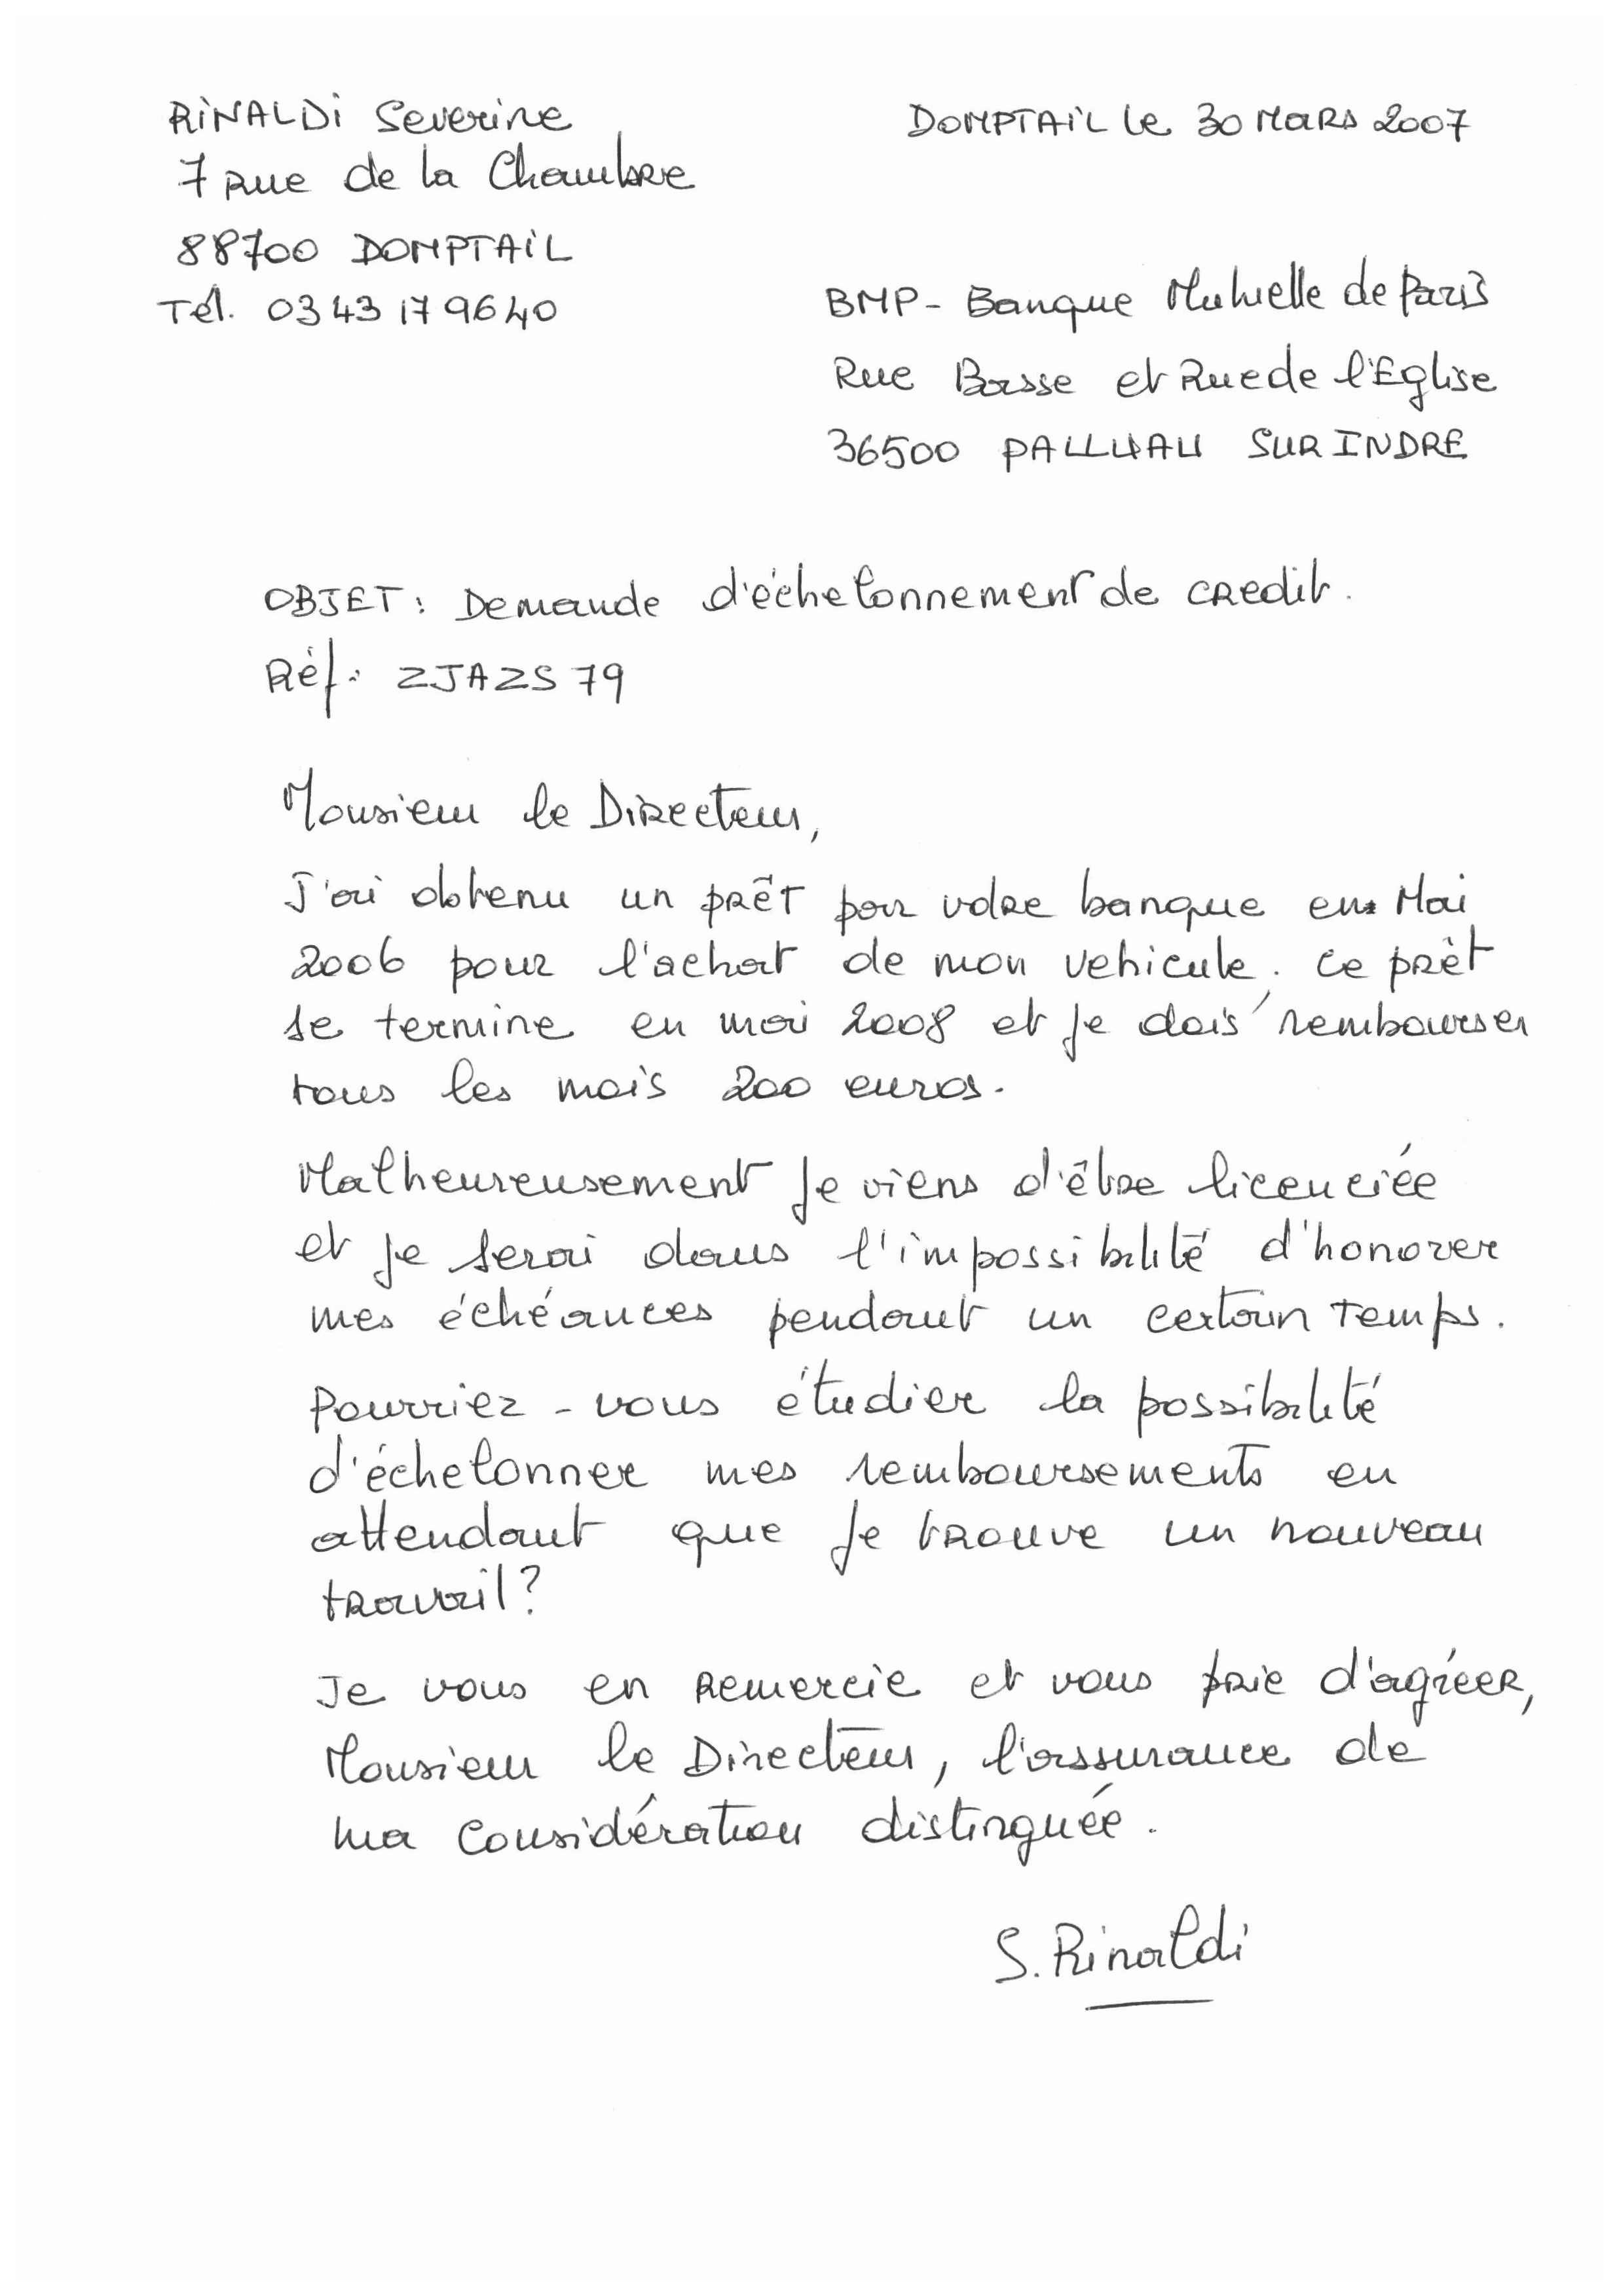 RINALDI Severine
7 rue de la Chambre
88700 DOMPTAIL
Tél. 03 43 17 96 40
DOMPTAIL le 30 Mars 2007
BMP - Banque Mutuelle de Paris
Rue Basse et Rue de l'Eglise
36500 PALLUAU SUR INDRE
OBJET : Demande d'échelonnement de credit.
Réf : ZJAZS79
Monsieur le Directeur,
J'ai obtenu un prêt par votre banque en Mai
2006 pour l'achat de mon vehicule. Ce prêt
se termine en mai 2008 et je dois rembourser
tous les mois 200 euros.
Malheureusement je viens d'être licenciée
et je serai dans l'impossibilité d'honorer
mes échéances pendant un certain temps.
Pourriez-vous étudier la possibilité
d'échelonner mes remboursements en
attendant que je trouve un nouveau
travail ?
Je vous en remercie et vous prie d'agréer,
Monsieur le Directeur, l'assurance de
ma considération distinguée.
S. Rinaldi